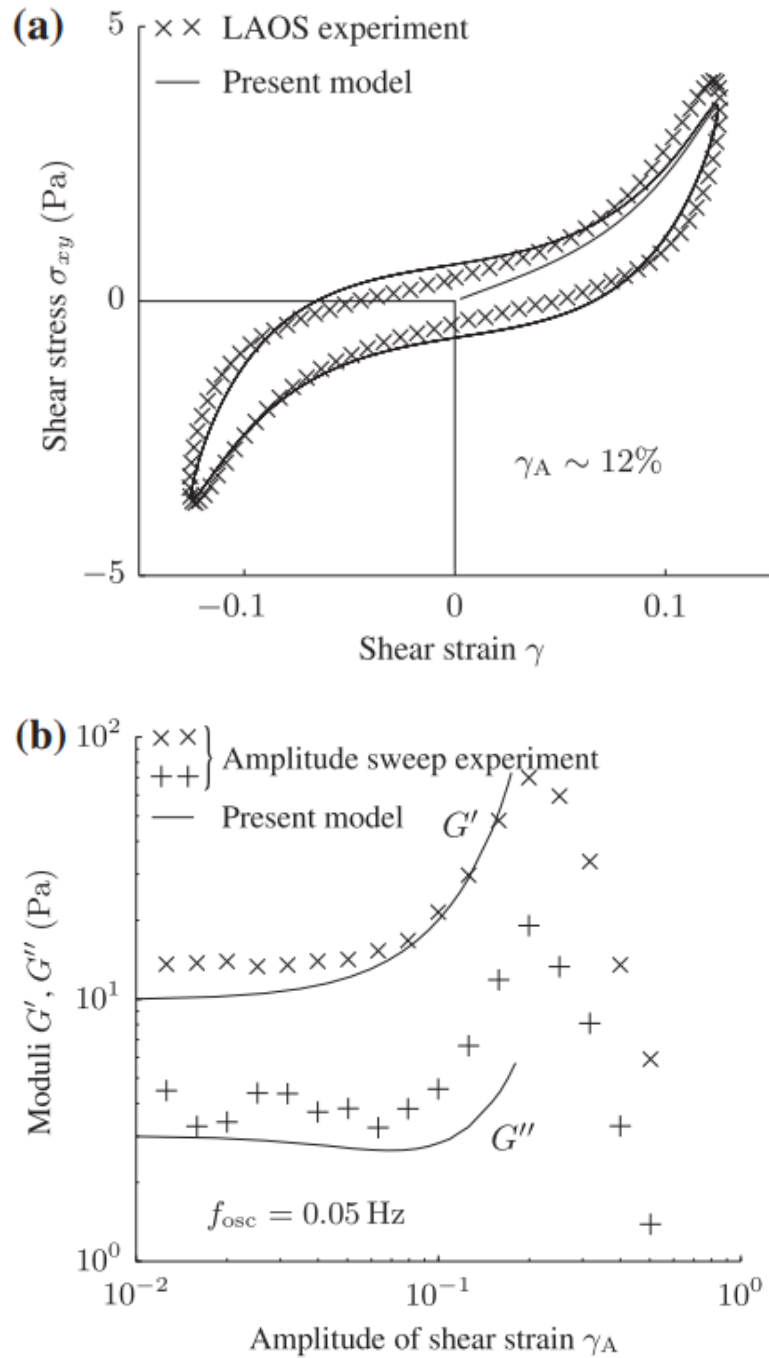 (a)
5
×× LAOS experiment
— Present model
Shear stress σxy (Pa)
0
γA ∼ 12%
−5
−0.1
0
0.1
Shear strain γ
(b)
10²
××
++
} Amplitude sweep experiment
— Present model
G′
Moduli G′, G″ (Pa)
10¹
G″
fosc = 0.05 Hz
10⁰
10⁻²
10⁻¹
10⁰
Amplitude of shear strain γA